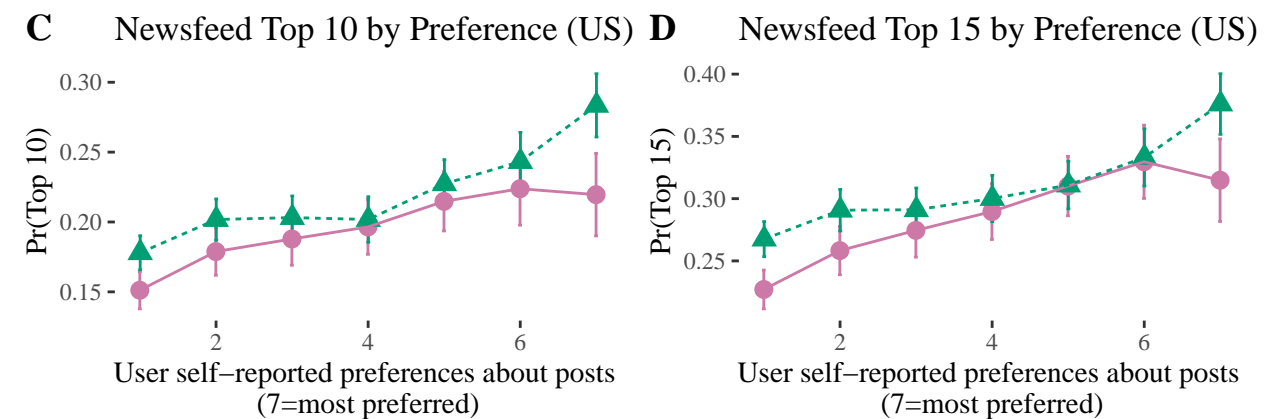 C Newsfeed Top 10 by Preference (US)
Pr(Top 10)
0.30
0.25
0.20
0.15
2 4 6
User self−reported preferences about posts
(7=most preferred)
D Newsfeed Top 15 by Preference (US)
Pr(Top 15)
0.40
0.35
0.30
0.25
2 4 6
User self−reported preferences about posts
(7=most preferred)